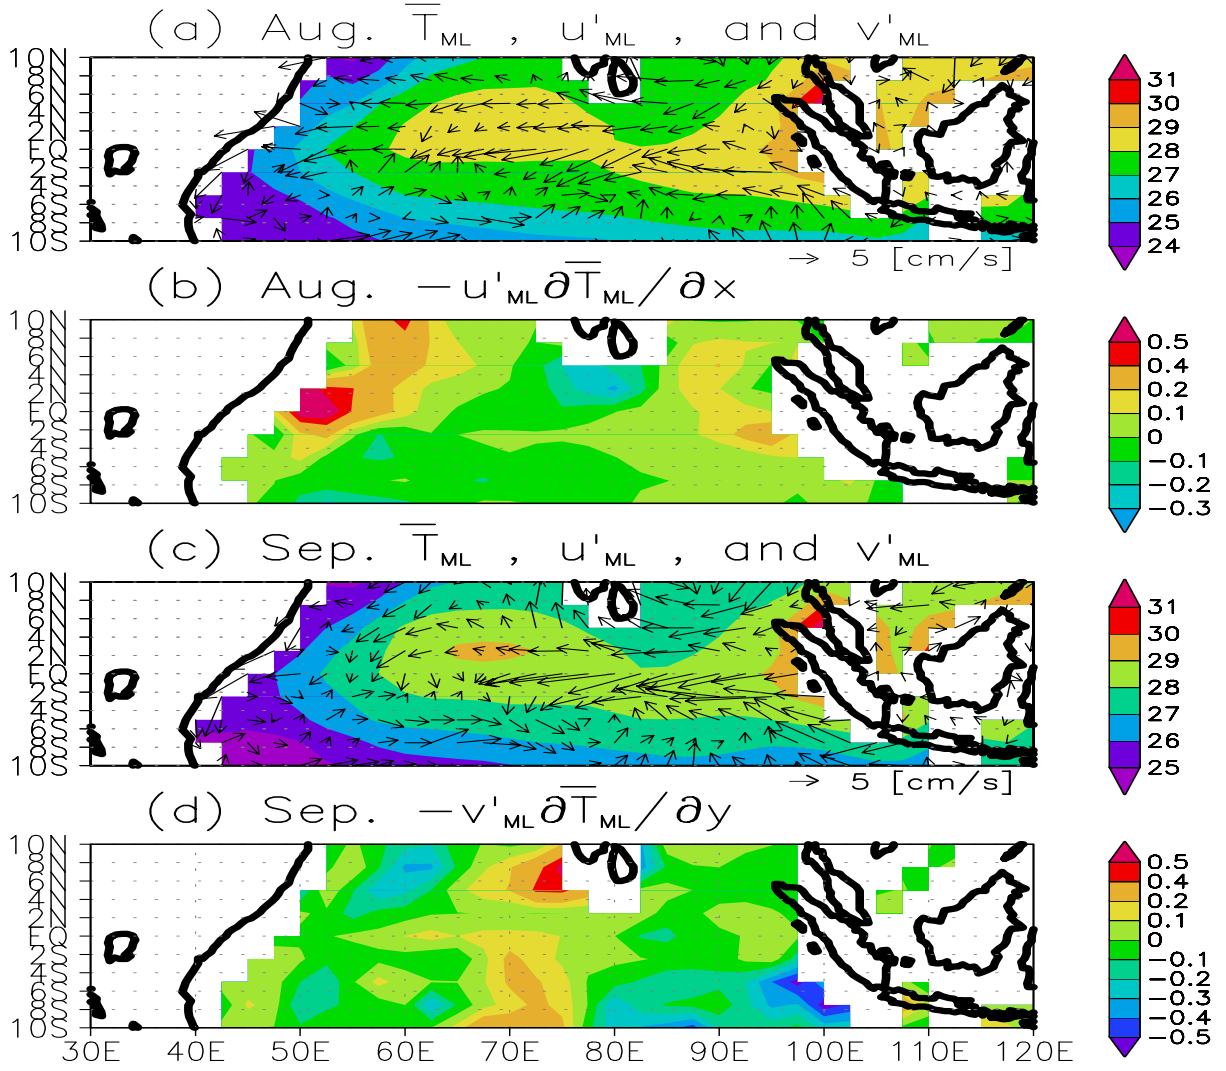 (a) Aug. T̅ML , u'ML , and v'ML
10N
8N
6N
4N
2N
EQ
2S
4S
6S
8S
10S
31
30
29
28
27
26
25
24
→ 5 [cm/s]
(b) Aug. −u'ML∂T̅ML/∂x
10N
8N
6N
4N
2N
EQ
2S
4S
6S
8S
10S
0.5
0.4
0.2
0.1
0
−0.1
−0.2
−0.3
(c) Sep. T̅ML , u'ML , and v'ML
10N
8N
6N
4N
2N
EQ
2S
4S
6S
8S
10S
31
30
29
28
27
26
25
→ 5 [cm/s]
(d) Sep. −v'ML∂T̅ML/∂y
10N
8N
6N
4N
2N
EQ
2S
4S
6S
8S
10S
0.5
0.4
0.2
0.1
0
−0.1
−0.2
−0.3
−0.4
−0.5
30E 40E 50E 60E 70E 80E 90E 100E 110E 120E